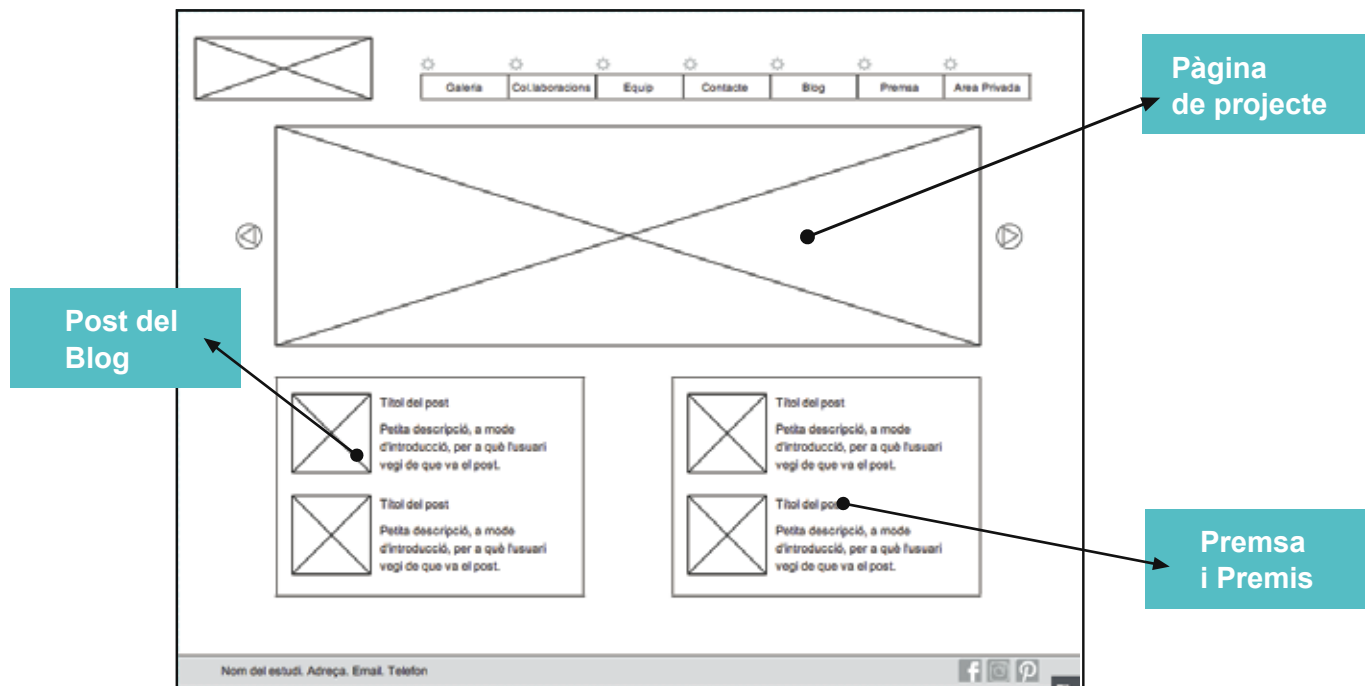 Galeria
Col.laboracions
Equip
Contacte
Blog
Premsa
Area Privada
Pàgina
de projecte
Post del
Blog
Títol del post
Petita descripció, a mode
d'introducció, per a què l'usuari
vegi de que va el post.
Títol del post
Petita descripció, a mode
d'introducció, per a què l'usuari
vegi de que va el post.
Títol del post
Petita descripció, a mode
d'introducció, per a què l'usuari
vegi de que va el post.
Títol del post
Petita descripció, a mode
d'introducció, per a què l'usuari
vegi de que va el post.
Premsa
i Premis
Nom del estudi. Adreça. Email. Telefon